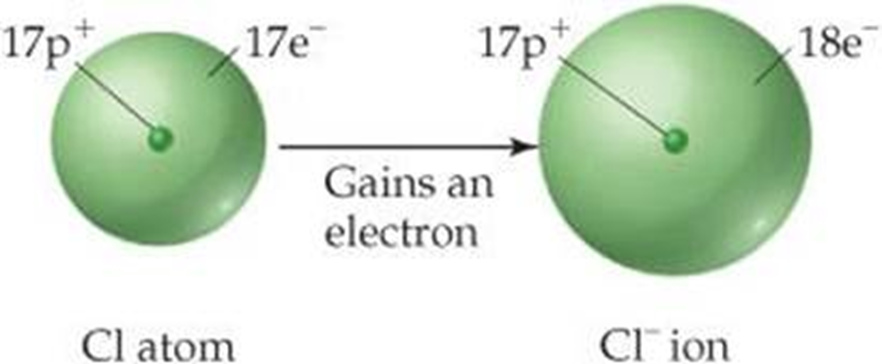 17p⁺
17e⁻
17p⁺
18e⁻
Gains an
electron
Cl atom
Cl⁻ ion